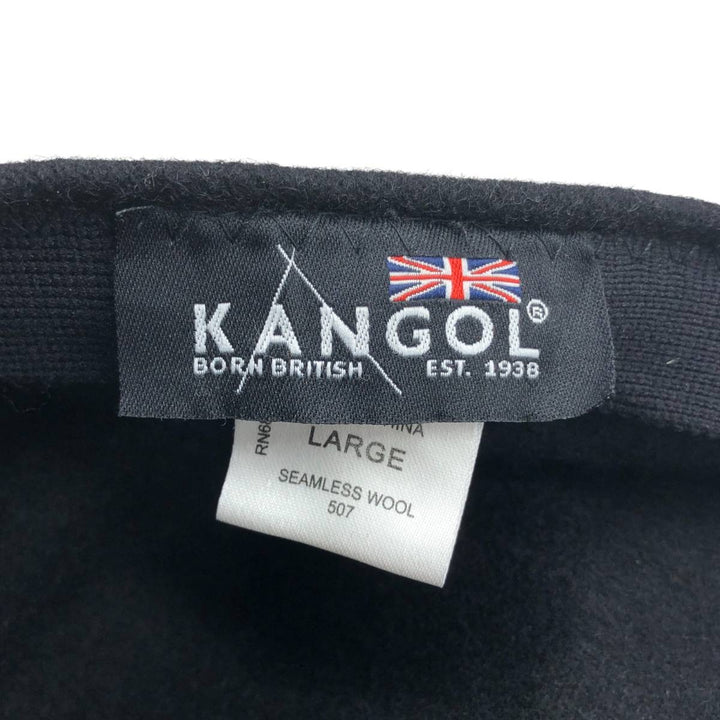 KANGOL®
BORN BRITISH EST. 1938
LARGE
SEAMLESS WOOL
507